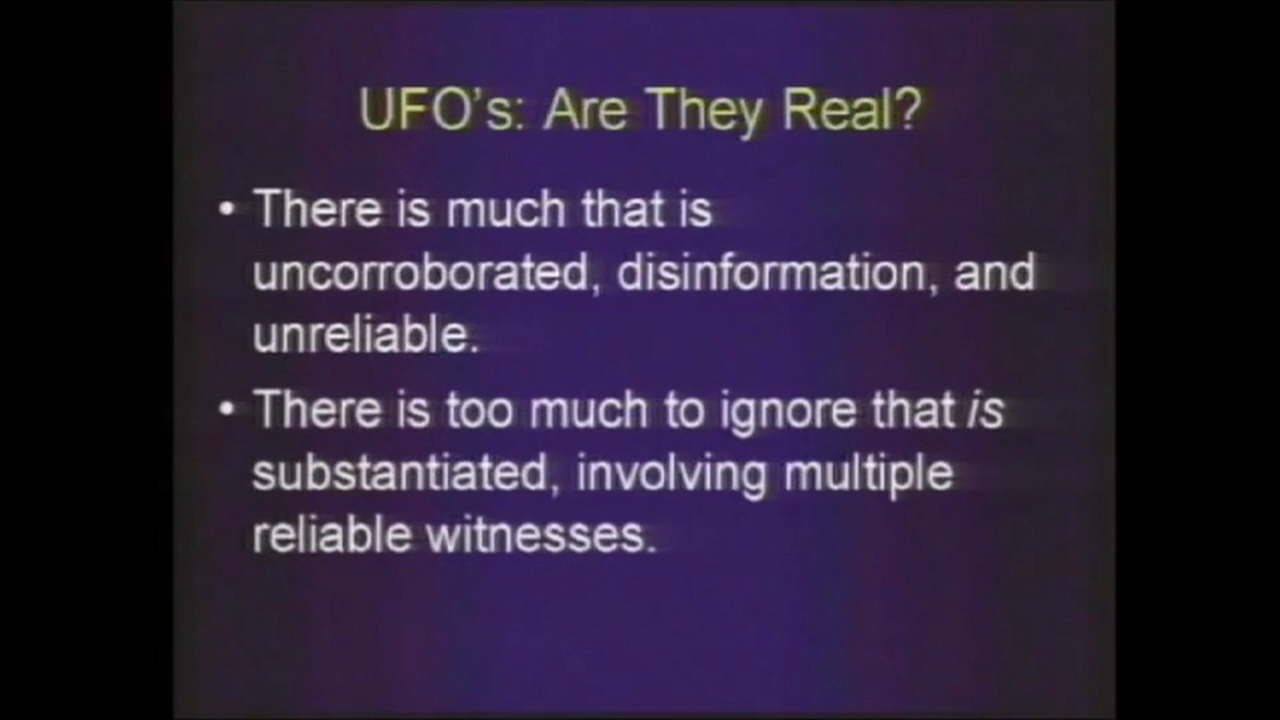 UFO's: Are They Real?
• There is much that is
uncorroborated, disinformation, and
unreliable.
• There is too much to ignore that is
substantiated, involving multiple
reliable witnesses.